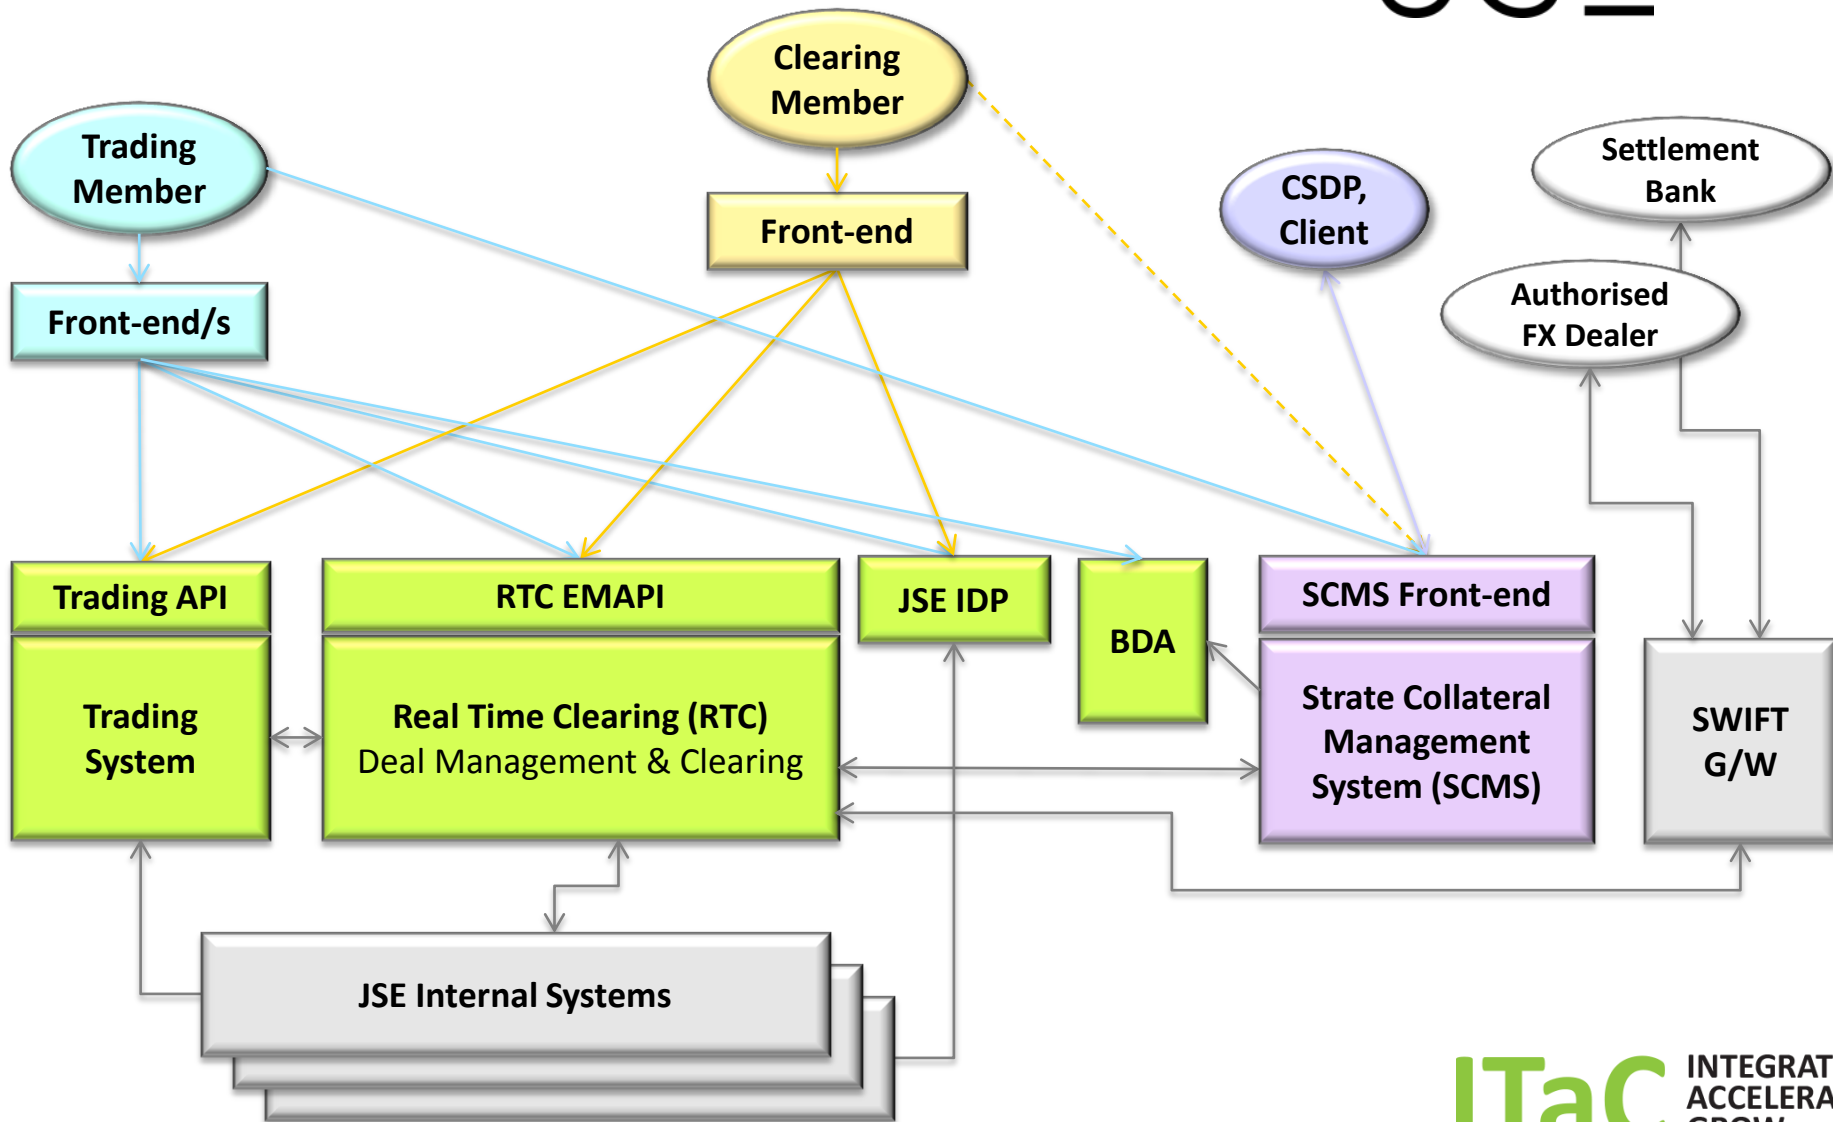 Clearing
Member
Trading
Member
Settlement
Bank
CSDP,
Client
Front-end
Authorised
FX Dealer
Front-end/s
Trading API
RTC EMAPI
JSE IDP
BDA
SCMS Front-end
Trading
System
Real Time Clearing (RTC)
Deal Management & Clearing
Strate Collateral
Management
System (SCMS)
SWIFT
G/W
JSE Internal Systems
ITaC
INTEGRAT
ACCELERA
GROW